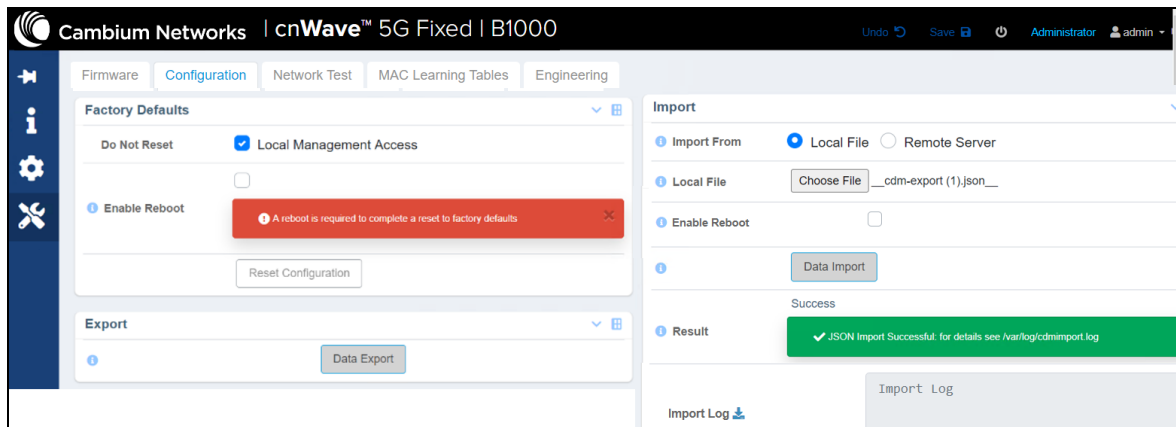 Cambium Networks | cnWave™ 5G Fixed | B1000
Undo Save Administrator admin
Firmware Configuration Network Test MAC Learning Tables Engineering
Factory Defaults
Do Not Reset Local Management Access
Enable Reboot
A reboot is required to complete a reset to factory defaults
Reset Configuration
Export
Data Export
Import
Import From Local File Remote Server
Local File Choose File __cdm-export (1).json__
Enable Reboot
Data Import
Success
Result
JSON Import Successful: for details see /var/log/cdmimport.log
Import Log
Import Log